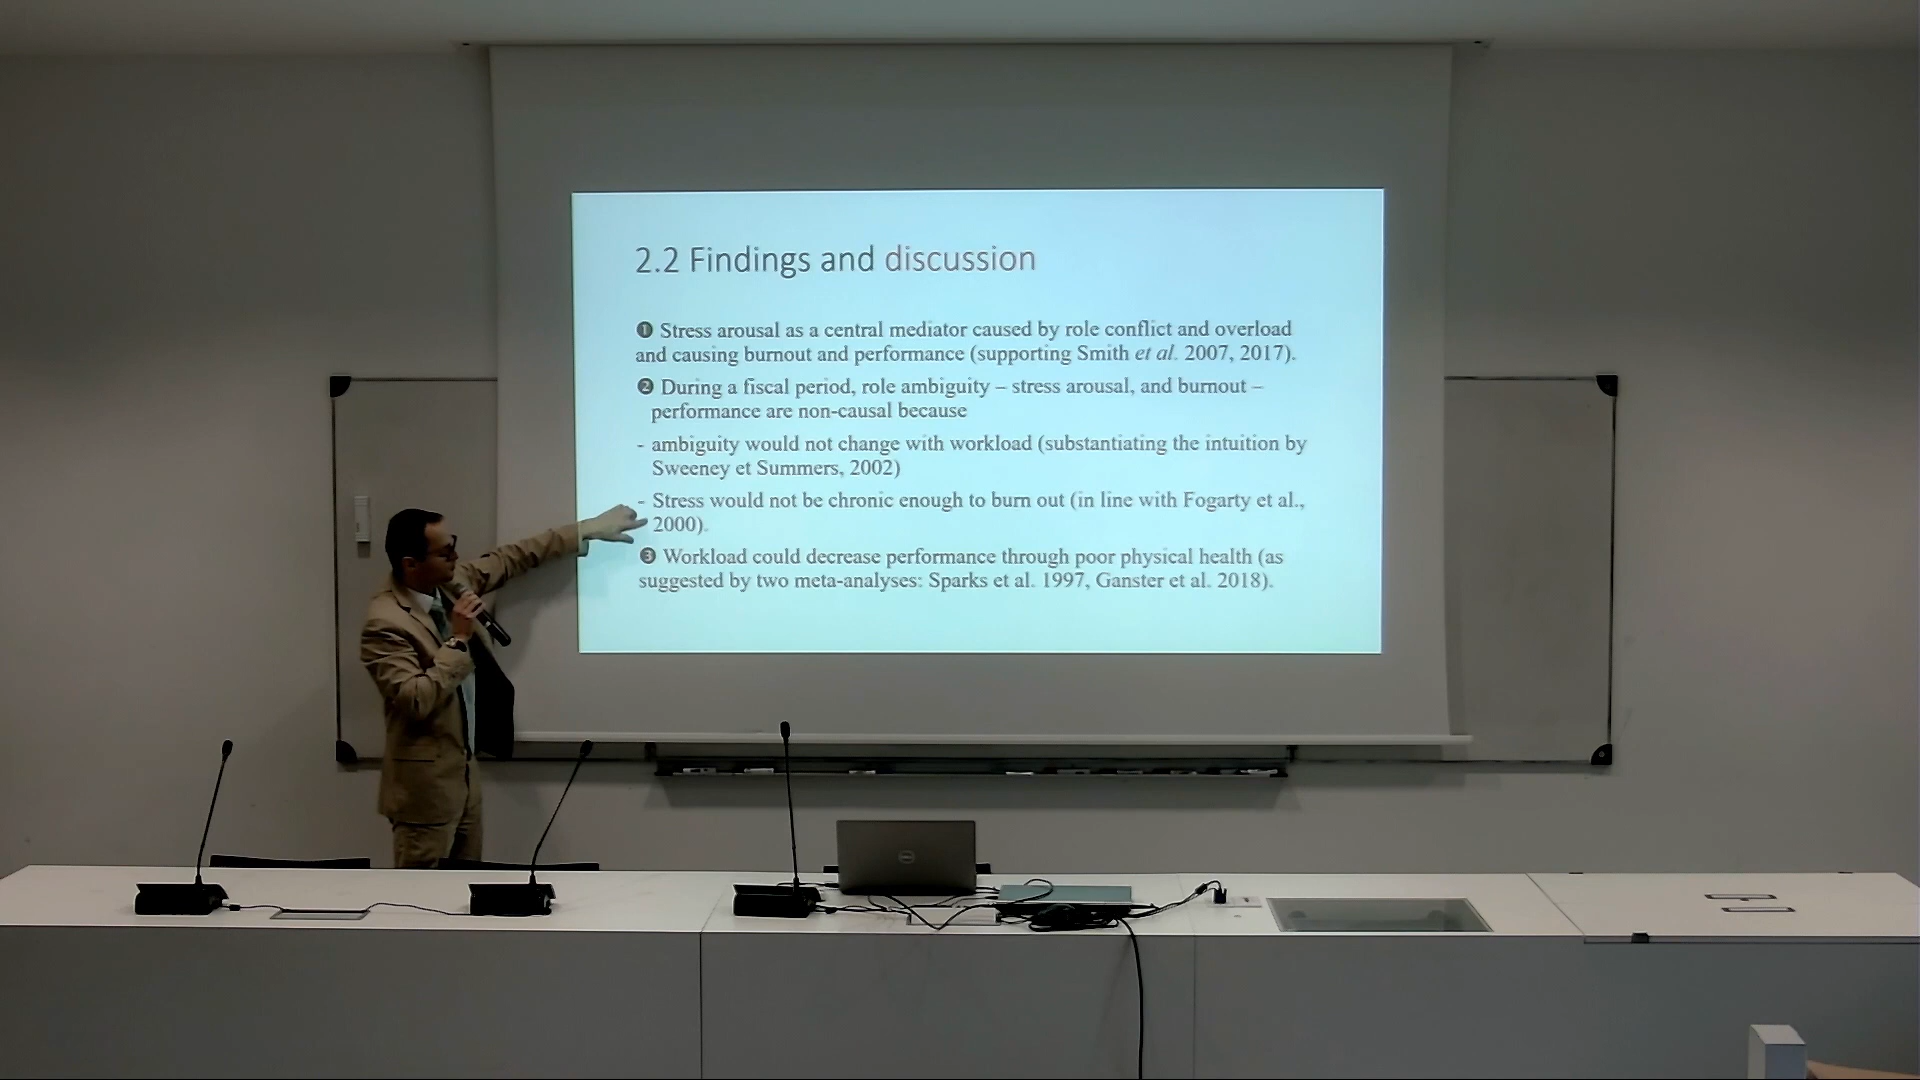 2.2 Findings and discussion
❶ Stress arousal as a central mediator caused by role conflict and overload
and causing burnout and performance (supporting Smith et al. 2007, 2017).
❷ During a fiscal period, role ambiguity – stress arousal, and burnout –
performance are non-causal because
- ambiguity would not change with workload (substantiating the intuition by
Sweeney et Summers, 2002)
- Stress would not be chronic enough to burn out (in line with Fogarty et al.,
2000).
❸ Workload could decrease performance through poor physical health (as
suggested by two meta-analyses: Sparks et al. 1997, Ganster et al. 2018).
DELL